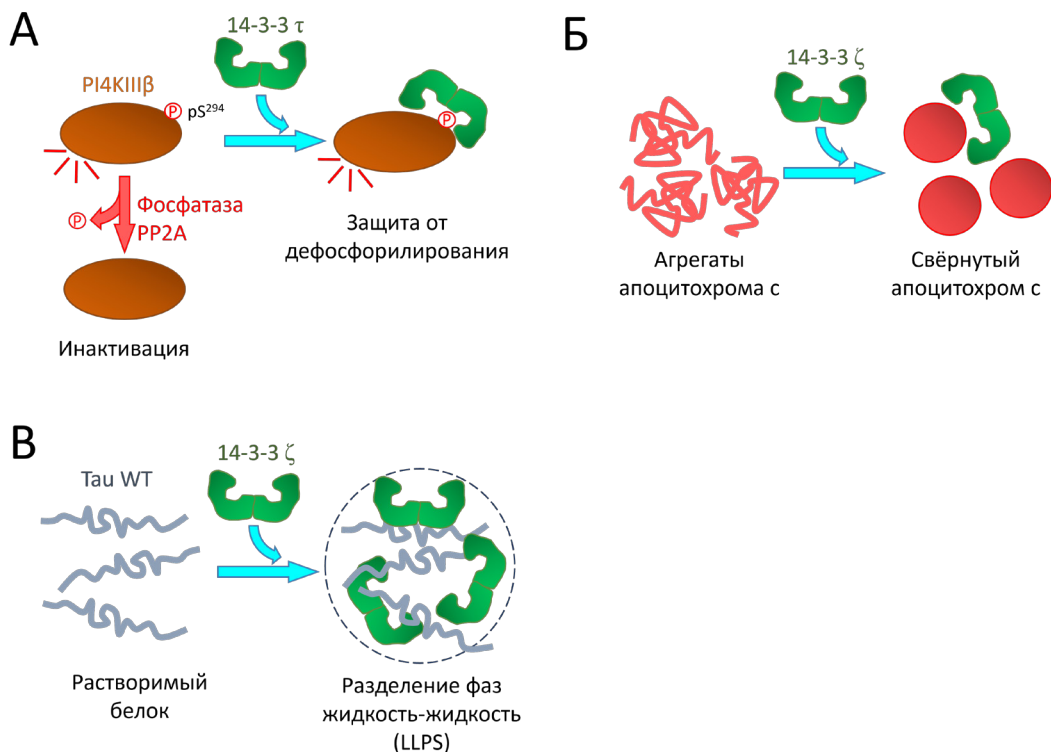 А
14-3-3 τ
PI4KIIIβ
P
pS²⁹⁴
P
P
Фосфатаза
PP2A
Инактивация
Защита от
дефосфорилирования
Б
14-3-3 ζ
Агрегаты
апоцитохрома с
Свёрнутый
апоцитохром с
В
14-3-3 ζ
Tau WT
Растворимый
белок
Разделение фаз
жидкость-жидкость
(LLPS)